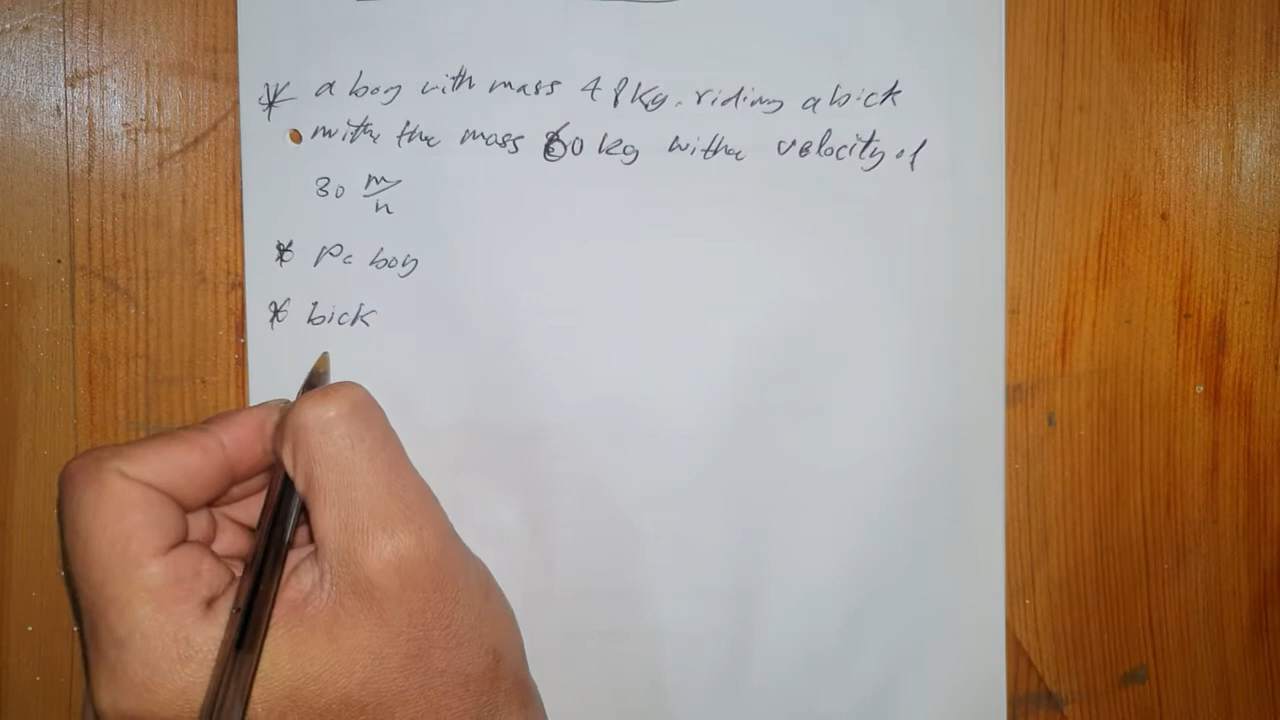 * a boy with mass 48 kg. riding a bick
• with the mass 60 kg with a velocity of
30 m/h
* Pc boy
* bick